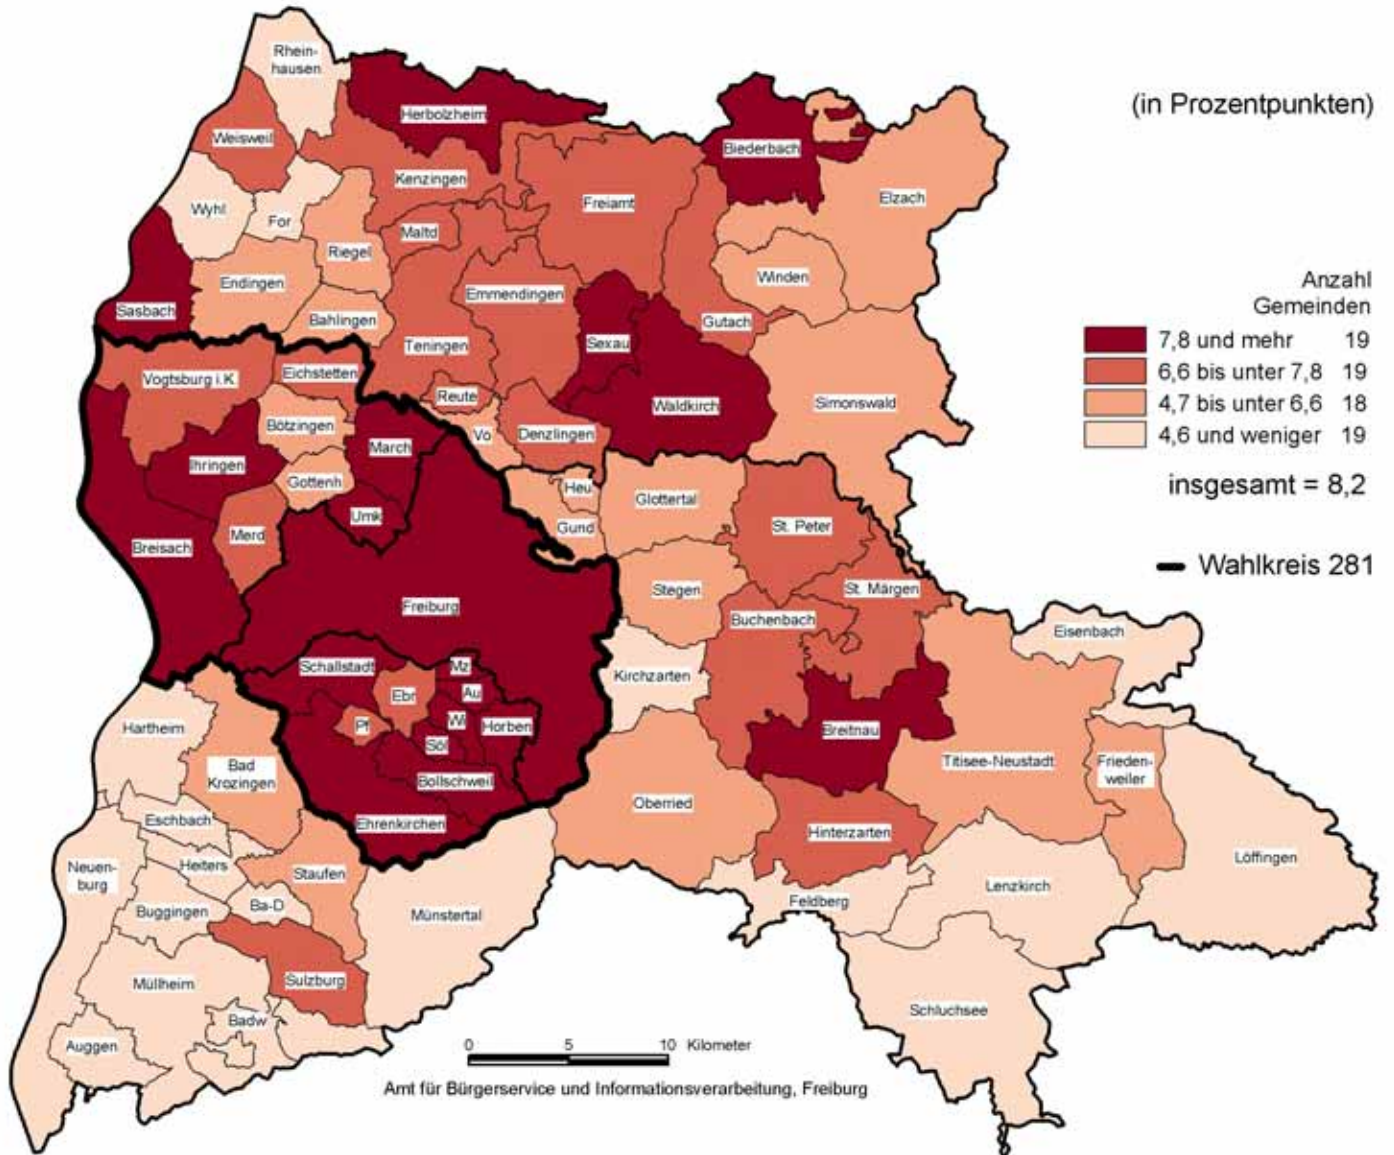 Rhein-
hausen
(in Prozentpunkten)
Herbolzheim
Weisweil
Biederbach
Kenzingen
Elzach
Freiamt
Wyhl
For
Maltd
Riegel
Winden
Endingen
Emmendingen
Anzahl
Gemeinden
Sasbach
Bahlingen
Gutach
Teningen
Sexau
7,8 und mehr 19
6,6 bis unter 7,8 19
4,7 bis unter 6,6 18
4,6 und weniger 19
Vogtsburg i.K.
Eichstetten
Reute
Waldkirch
Simonswald
Bötzingen
Vo
Denzlingen
March
Ihringen
Gottenh
Heu
Glottertal
insgesamt = 8,2
Umk
Gund
St. Peter
Merd
Breisach
Wahlkreis 281
Stegen
St. Märgen
Freiburg
Buchenbach
Eisenbach
Schallstadt
Mz
Kirchzarten
Ebr
Au
Hartheim
Pf
Wi
Horben
Breitnau
Söl
Bad
Krozingen
Titisee-Neustadt
Frieden-
weiler
Bollschweil
Oberried
Eschbach
Ehrenkirchen
Hinterzarten
Neuen-
burg
Heiters
Staufen
Löffingen
Lenzkirch
Buggingen
Ba-D
Münstertal
Feldberg
Müllheim
Sulzburg
Schluchsee
Badw
Auggen
0 5 10 Kilometer
Amt für Bürgerservice und Informationsverarbeitung, Freiburg